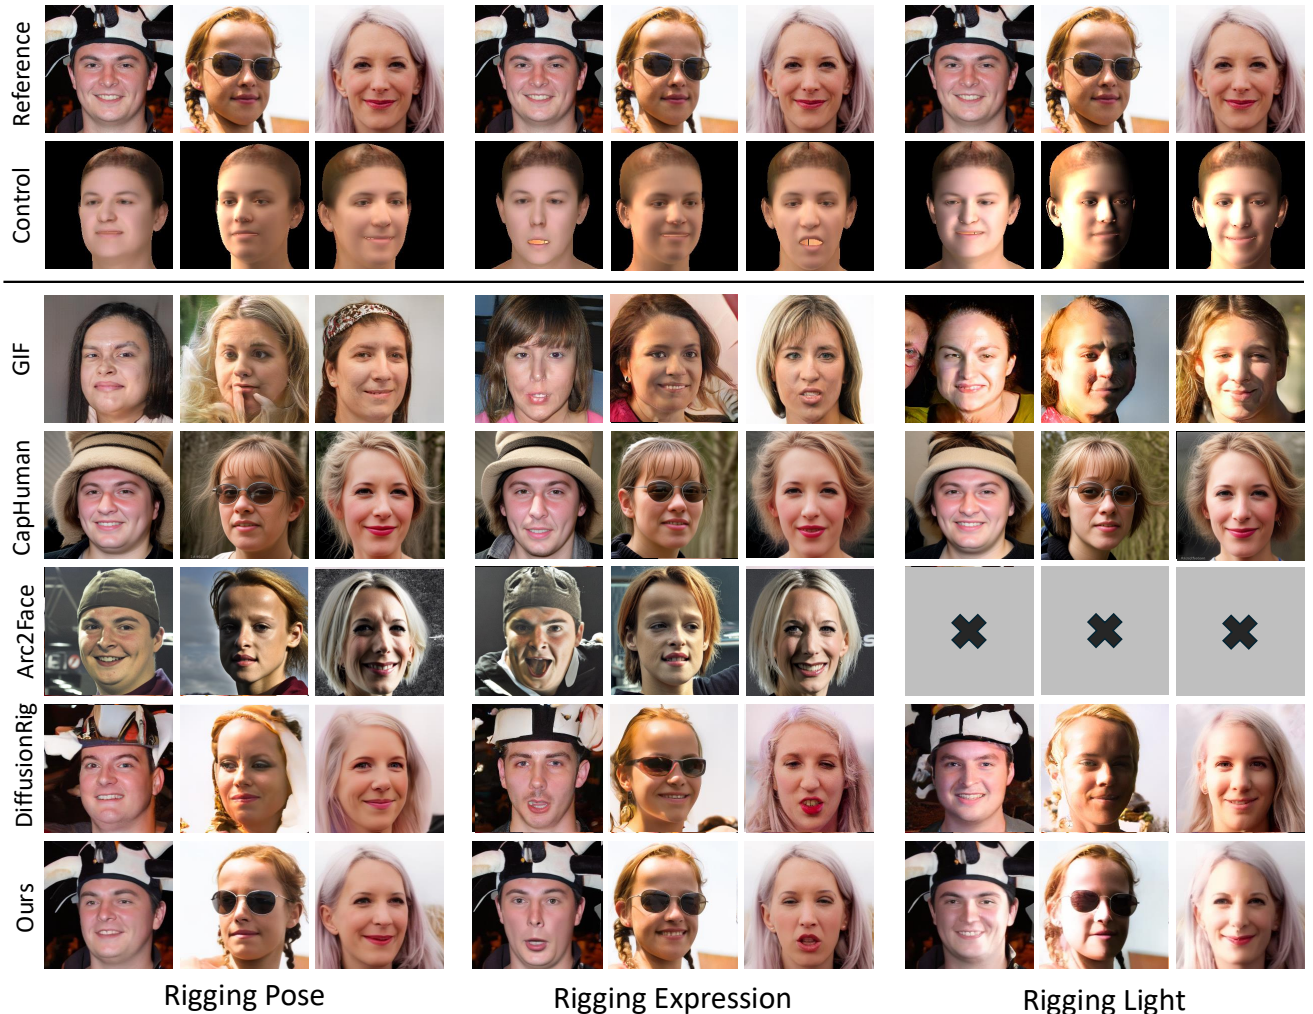 Reference
Control
GIF
CapHuman
Arc2Face
DiffusionRig
Ours
Rigging Pose
Rigging Expression
Rigging Light